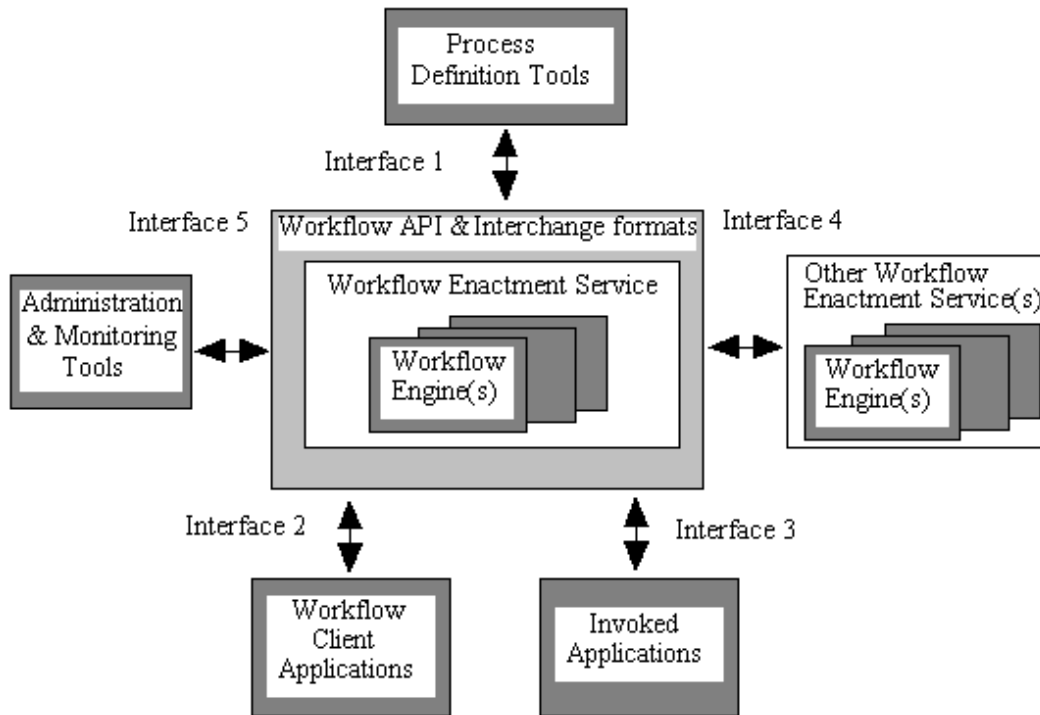 Process
Definition Tools
Interface 1
Interface 5
Workflow API & Interchange formats
Interface 4
Workflow Enactment Service
Workflow
Engine(s)
Administration
& Monitoring
Tools
Other Workflow
Enactment Service(s)
Workflow
Engine(s)
Interface 2
Interface 3
Workflow
Client
Applications
Invoked
Applications